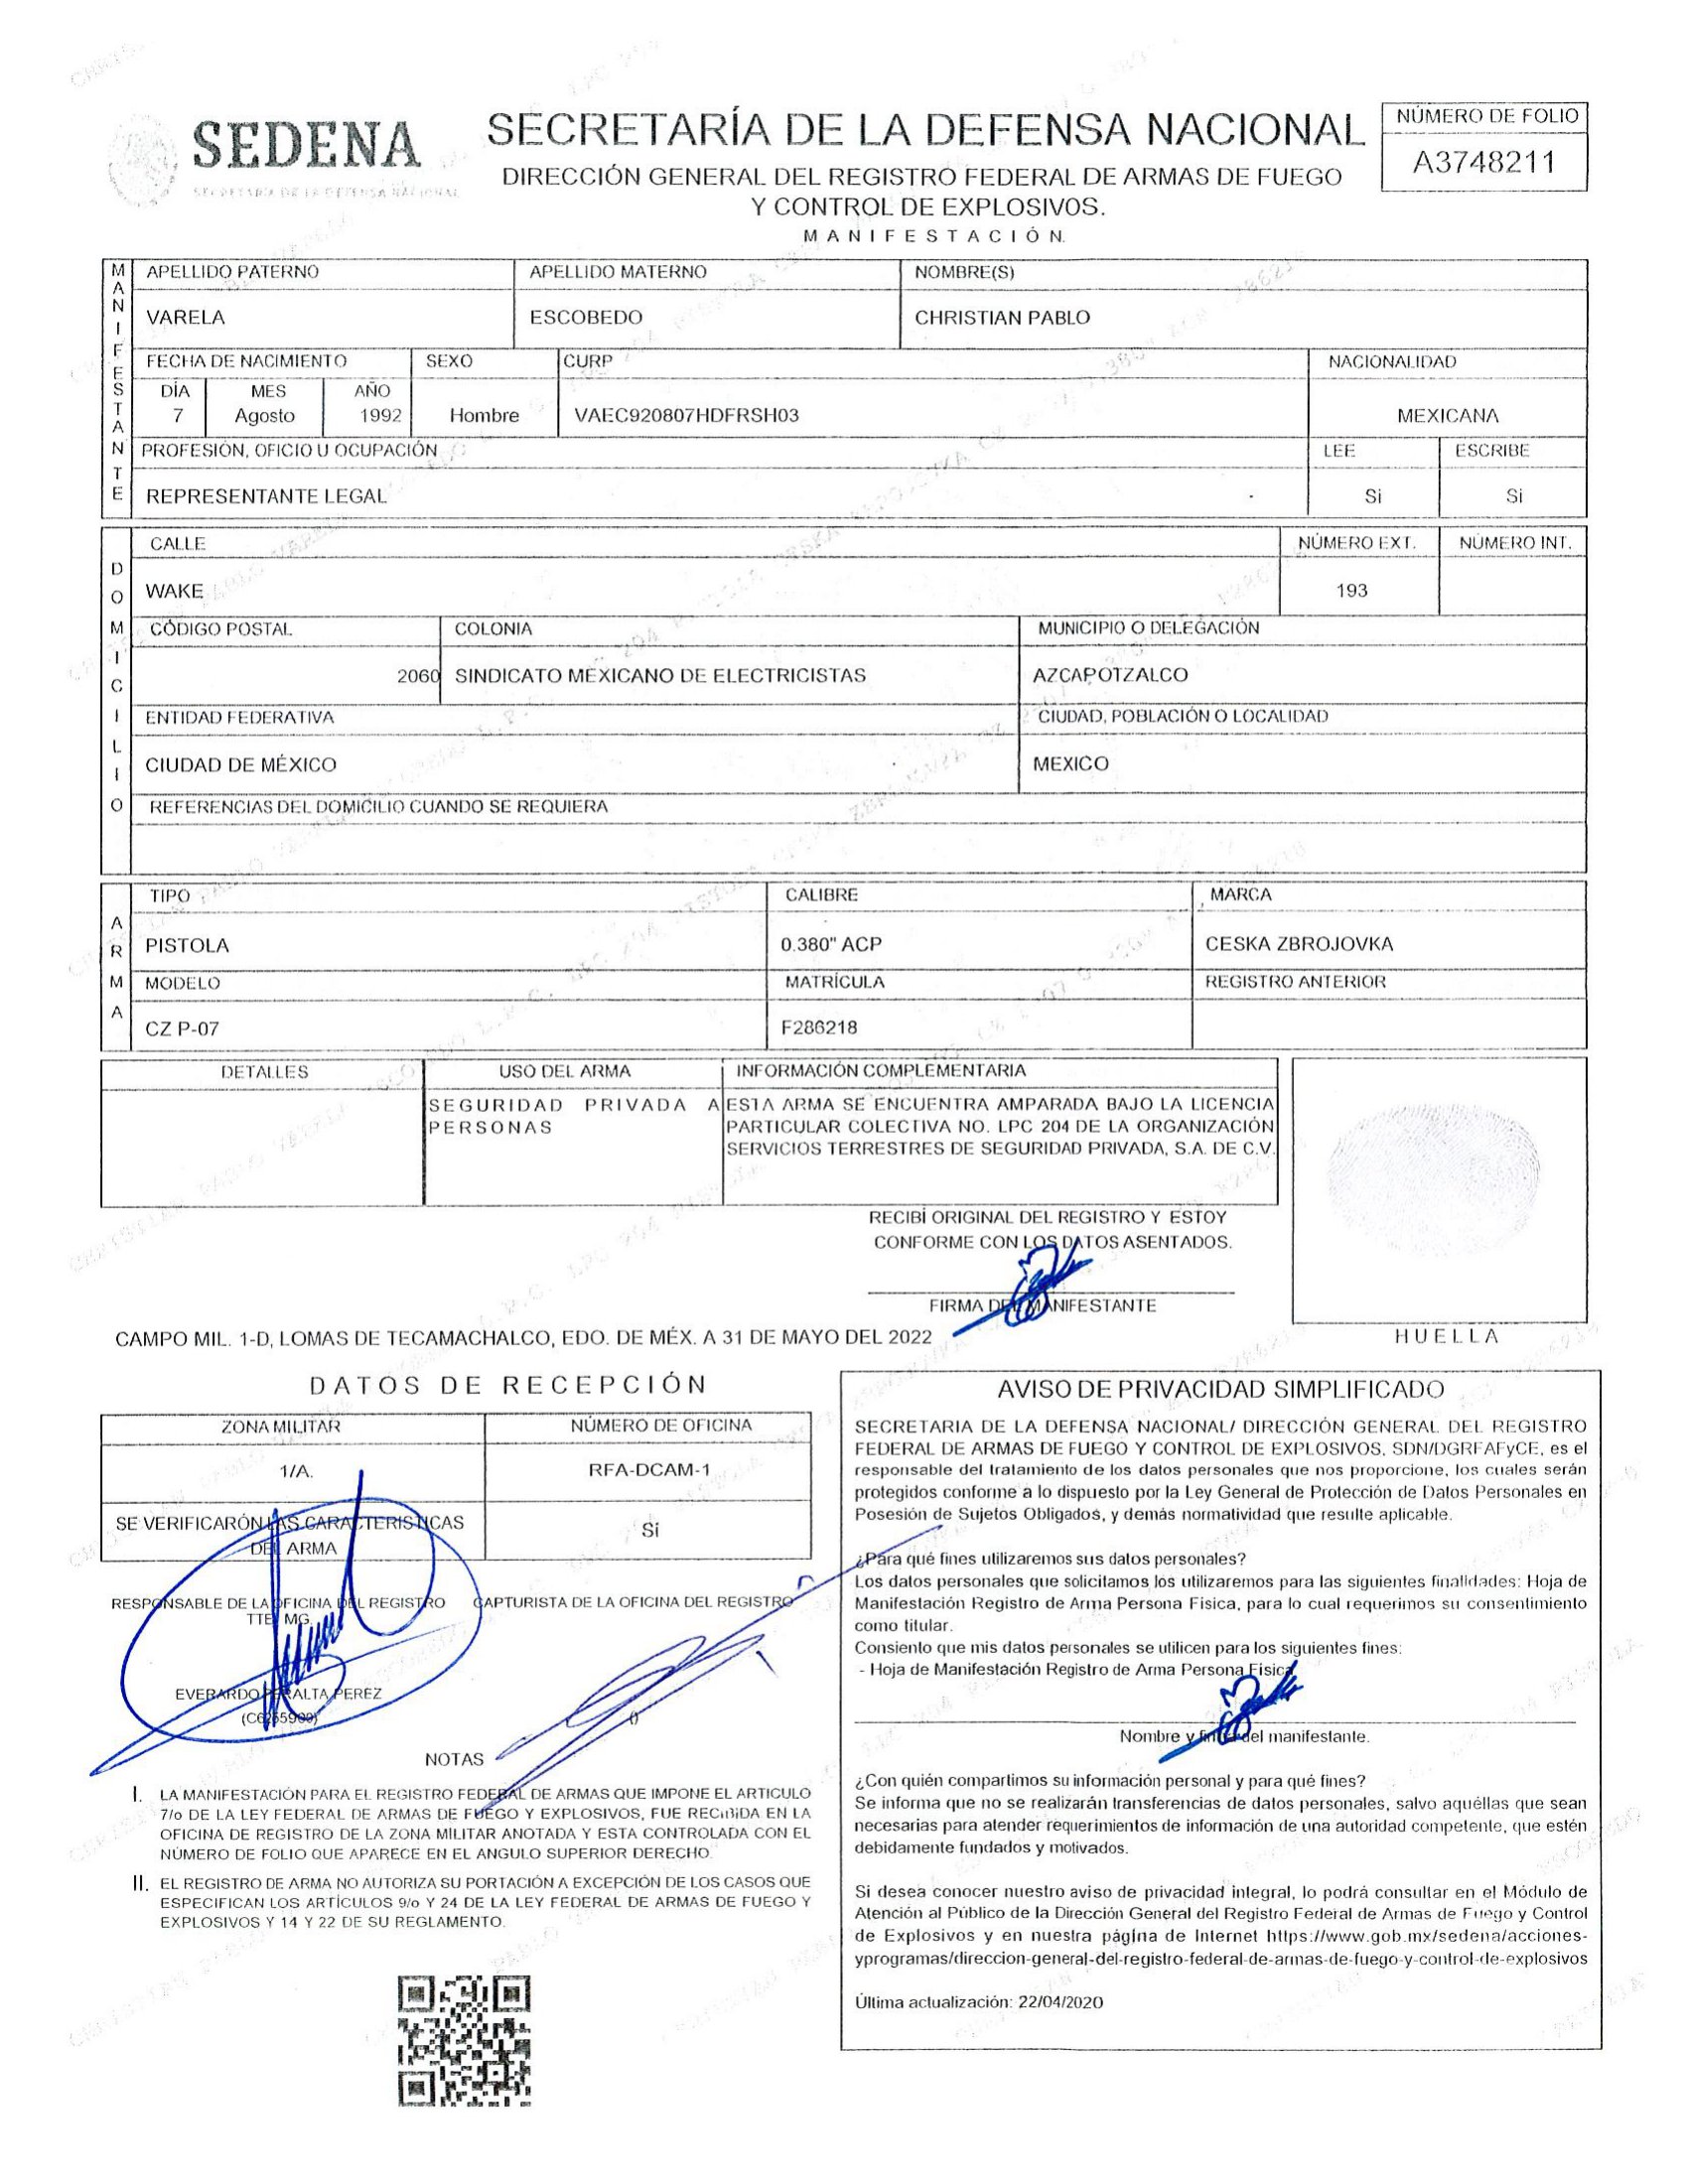 SEDENA
SECRETARÍA DE LA DEFENSA NACIONAL
SECRETARÍA DE LA DEFENSA NACIONAL
DIRECCIÓN GENERAL DEL REGISTRO FEDERAL DE ARMAS DE FUEGO
Y CONTROL DE EXPLOSIVOS.
MANIFESTACIÓN.
NÚMERO DE FOLIO
A3748211
MANIFESTANTE
APELLIDO PATERNO APELLIDO MATERNO NOMBRE(S)
VARELA ESCOBEDO CHRISTIAN PABLO
FECHA DE NACIMIENTO SEXO CURP NACIONALIDAD
DÍA MES AÑO
7 Agosto 1992 Hombre VAEC920807HDFRSH03 MEXICANA
PROFESIÓN, OFICIO U OCUPACIÓN LEE ESCRIBE
REPRESENTANTE LEGAL Si Si
DOMICILIO
CALLE NÚMERO EXT. NÚMERO INT.
WAKE 193
CÓDIGO POSTAL COLONIA MUNICIPIO O DELEGACIÓN
2060 SINDICATO MEXICANO DE ELECTRICISTAS AZCAPOTZALCO
ENTIDAD FEDERATIVA CIUDAD, POBLACIÓN O LOCALIDAD
CIUDAD DE MÉXICO MEXICO
REFERENCIAS DEL DOMICILIO CUANDO SE REQUIERA
ARMA
TIPO CALIBRE MARCA
PISTOLA 0.380" ACP CESKA ZBROJOVKA
MODELO MATRÍCULA REGISTRO ANTERIOR
CZ P-07 F286218
DETALLES USO DEL ARMA INFORMACIÓN COMPLEMENTARIA
SEGURIDAD PRIVADA A
PERSONAS
ESTA ARMA SE ENCUENTRA AMPARADA BAJO LA LICENCIA
PARTICULAR COLECTIVA NO. LPC 204 DE LA ORGANIZACIÓN
SERVICIOS TERRESTRES DE SEGURIDAD PRIVADA, S.A. DE C.V.
RECIBÍ ORIGINAL DEL REGISTRO Y ESTOY
CONFORME CON LOS DATOS ASENTADOS.
FIRMA DEL MANIFESTANTE
HUELLA
CAMPO MIL. 1-D, LOMAS DE TECAMACHALCO, EDO. DE MÉX. A 31 DE MAYO DEL 2022
DATOS DE RECEPCIÓN
ZONA MILITAR NÚMERO DE OFICINA
1/A. RFA-DCAM-1
SE VERIFICARÓN LAS CARACTERISTICAS
DEL ARMA
Sí
RESPONSABLE DE LA OFICINA DEL REGISTRO CAPTURISTA DE LA OFICINA DEL REGISTRO
TTE. MG.
EVERARDO PERALTA PEREZ
()
NOTAS
I. LA MANIFESTACIÓN PARA EL REGISTRO FEDERAL DE ARMAS QUE IMPONE EL ARTICULO
7/o DE LA LEY FEDERAL DE ARMAS DE FUEGO Y EXPLOSIVOS, FUE RECIBIDA EN LA
OFICINA DE REGISTRO DE LA ZONA MILITAR ANOTADA Y ESTA CONTROLADA CON EL
NÚMERO DE FOLIO QUE APARECE EN EL ANGULO SUPERIOR DERECHO.
II. EL REGISTRO DE ARMA NO AUTORIZA SU PORTACIÓN A EXCEPCIÓN DE LOS CASOS QUE
ESPECIFICAN LOS ARTÍCULOS 9/o Y 24 DE LA LEY FEDERAL DE ARMAS DE FUEGO Y
EXPLOSIVOS Y 14 Y 22 DE SU REGLAMENTO.
AVISO DE PRIVACIDAD SIMPLIFICADO
SECRETARIA DE LA DEFENSA NACIONAL/ DIRECCIÓN GENERAL DEL REGISTRO
FEDERAL DE ARMAS DE FUEGO Y CONTROL DE EXPLOSIVOS, SDN/DGRFAFyCE, es el
responsable del tratamiento de los datos personales que nos proporcione, los cuales serán
protegidos conforme a lo dispuesto por la Ley General de Protección de Datos Personales en
Posesión de Sujetos Obligados, y demás normatividad que resulte aplicable.
¿Para qué fines utilizaremos sus datos personales?
Los datos personales que solicitamos los utilizaremos para las siguientes finalidades: Hoja de
Manifestación Registro de Arma Persona Física, para lo cual requerimos su consentimiento
como titular.
Consiento que mis datos personales se utilicen para los siguientes fines:
- Hoja de Manifestación Registro de Arma Persona Física
Nombre y firma del manifestante.
¿Con quién compartimos su información personal y para qué fines?
Se informa que no se realizarán transferencias de datos personales, salvo aquéllas que sean
necesarias para atender requerimientos de información de una autoridad competente, que estén
debidamente fundados y motivados.
Si desea conocer nuestro aviso de privacidad integral, lo podrá consultar en el Módulo de
Atención al Público de la Dirección General del Registro Federal de Armas de Fuego y Control
de Explosivos y en nuestra página de Internet https://www.gob.mx/sedena/acciones-
yprogramas/direccion-general-del-registro-federal-de-armas-de-fuego-y-control-de-explosivos
Última actualización: 22/04/2020